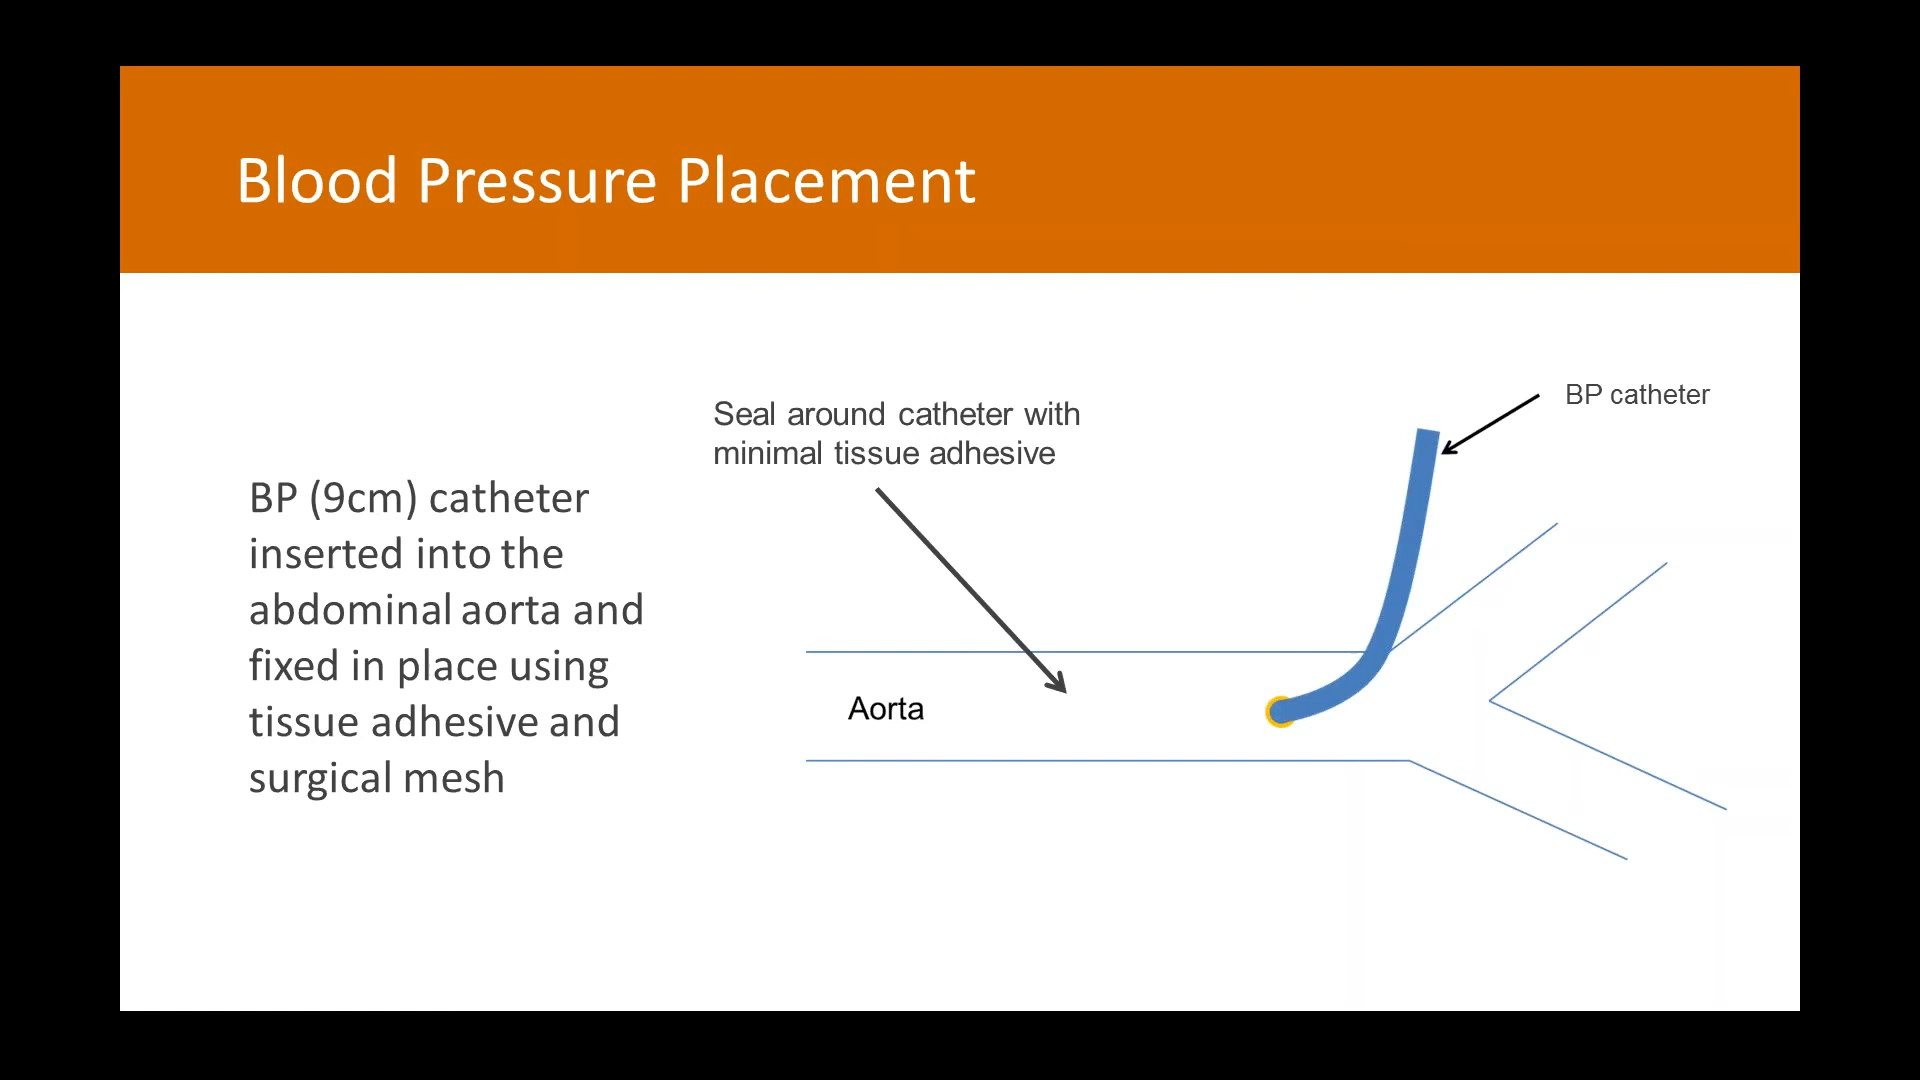 Blood Pressure Placement
BP (9cm) catheter
inserted into the
abdominal aorta and
fixed in place using
tissue adhesive and
surgical mesh
Seal around catheter with
minimal tissue adhesive
BP catheter
Aorta